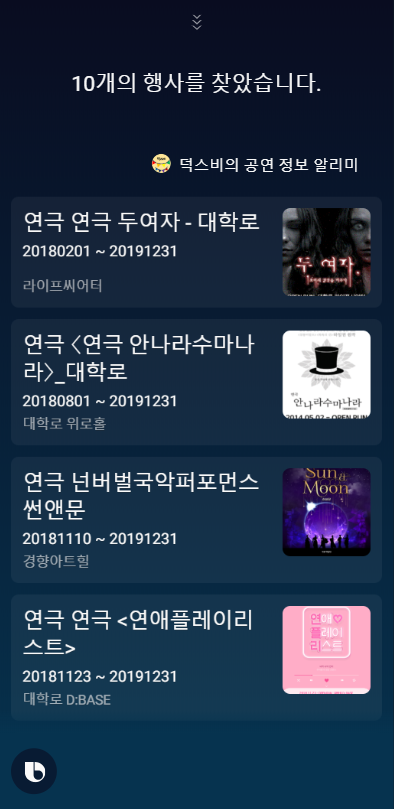 10개의 행사를 찾았습니다.
덕스비의 공연 정보 알리미
연극 연극 두여자 - 대학로
20180201 ~ 20191231
라이프씨어터
두 여자.
연극 〈연극 안나라수마나
라〉_대학로
20180801 ~ 20191231
대학로 위로홀
안나라수마나라
2014.05.02 ~ OPEN RUN
연극 넌버벌국악퍼포먼스
썬앤문
20181110 ~ 20191231
경향아트힐
Sun &
Moon
연극 연극 <연애플레이리
스트>
20181123 ~ 20191231
대학로 D:BASE
연애
플레이
리스트